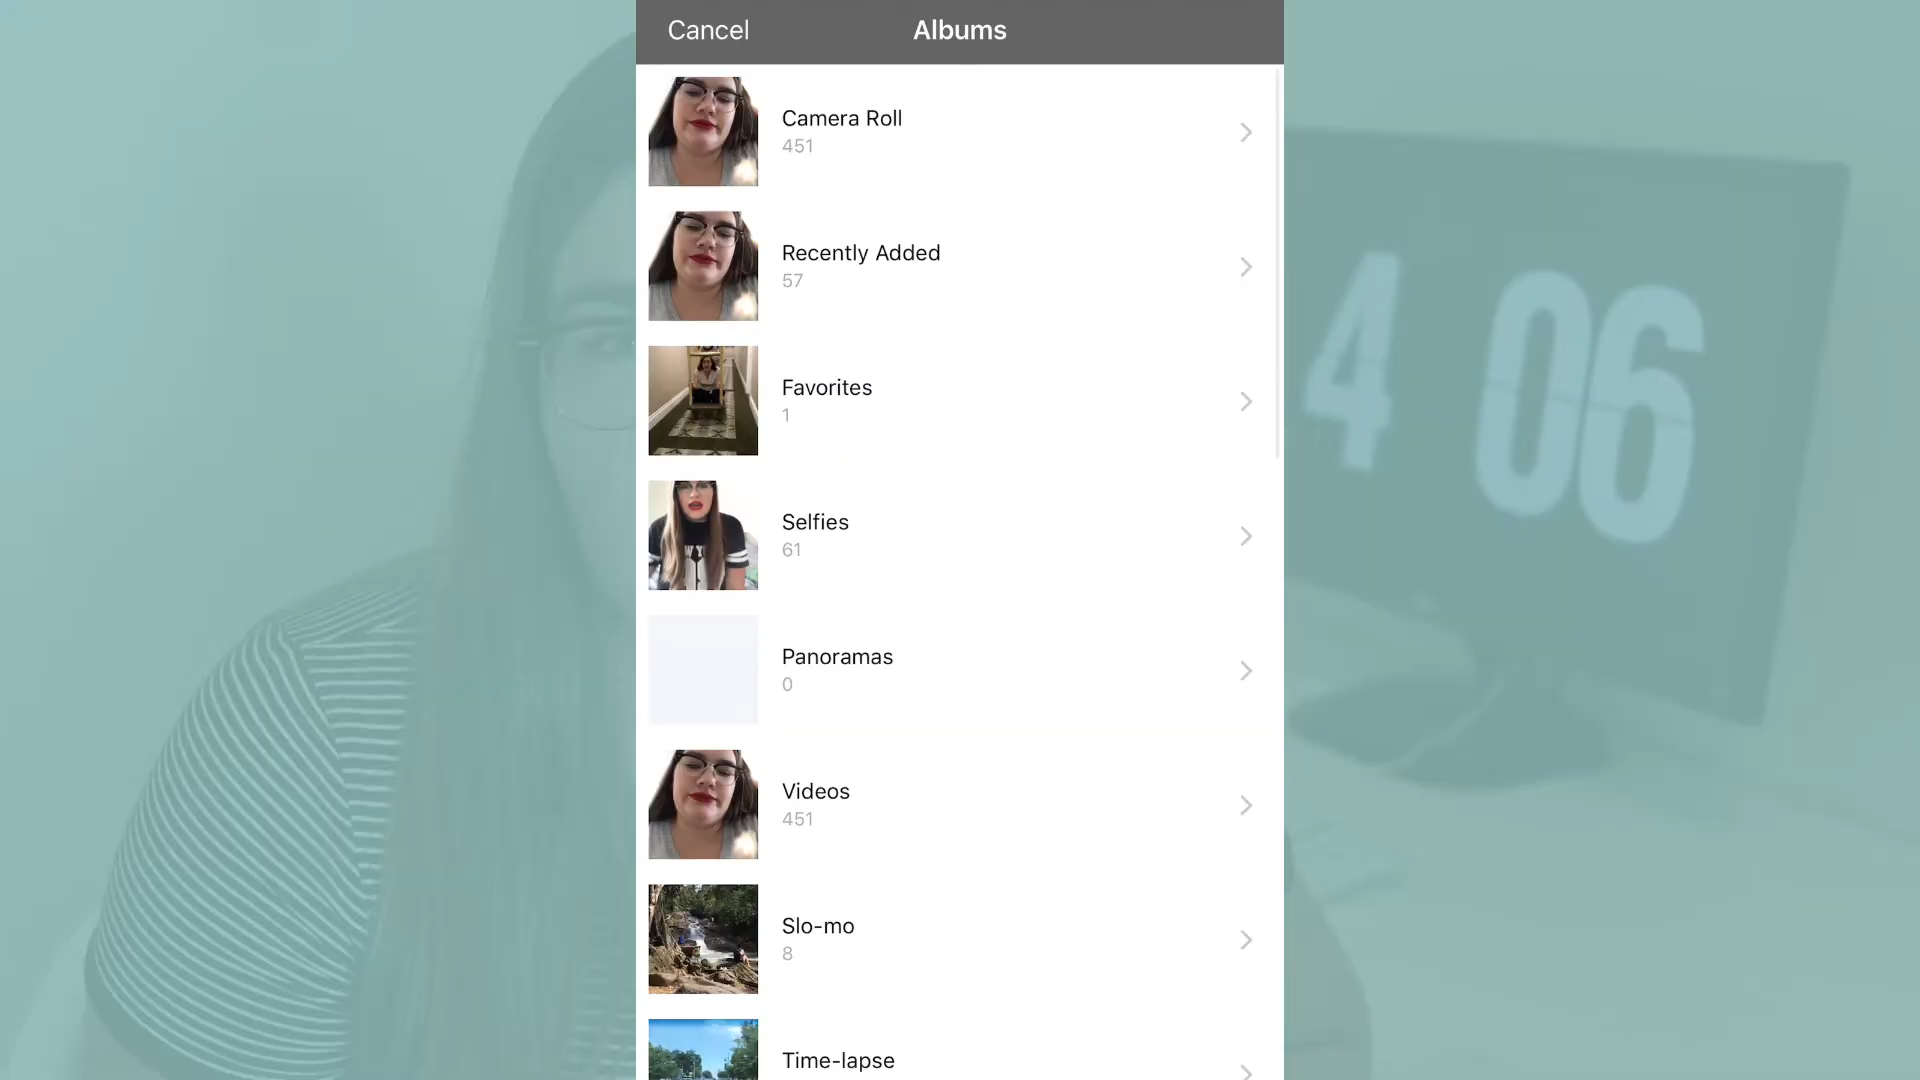 Cancel
Albums
Camera Roll
451
Recently Added
57
Favorites
1
Selfies
61
Panoramas
0
Videos
451
Slo-mo
8
Time-lapse
4 06